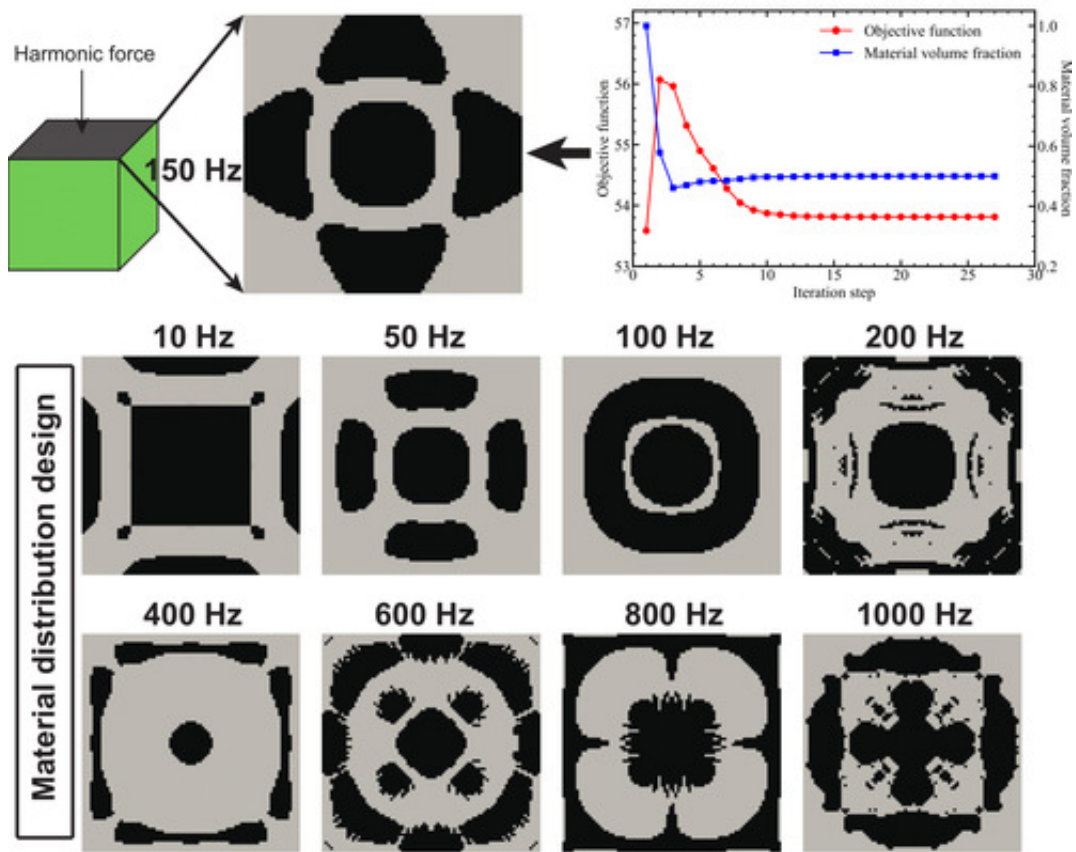 Harmonic force
150 Hz
57
56
55
54
53
Objective function
Objective function
Material volume fraction
1.0
0.8
0.6
0.4
0.2
Material volume fraction
0 5 10 15 20 25 30
Iteration step
Material distribution design
10 Hz 50 Hz 100 Hz 200 Hz
400 Hz 600 Hz 800 Hz 1000 Hz